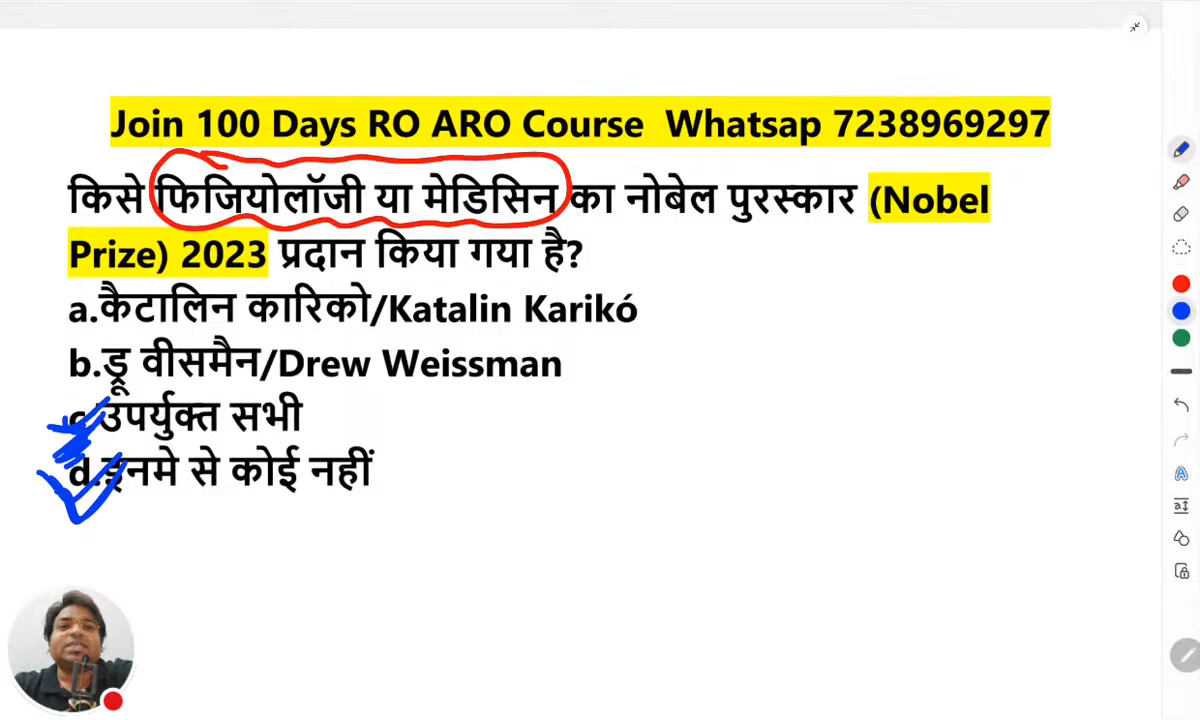 Join 100 Days RO ARO Course Whatsap 7238969297
किसे फिजियोलॉजी या मेडिसिन का नोबेल पुरस्कार (Nobel
Prize) 2023 प्रदान किया गया है?
a.कैटालिन कारिको/Katalin Karikó
b.ड्रू वीसमैन/Drew Weissman
c.उपर्युक्त सभी
d.इनमे से कोई नहीं